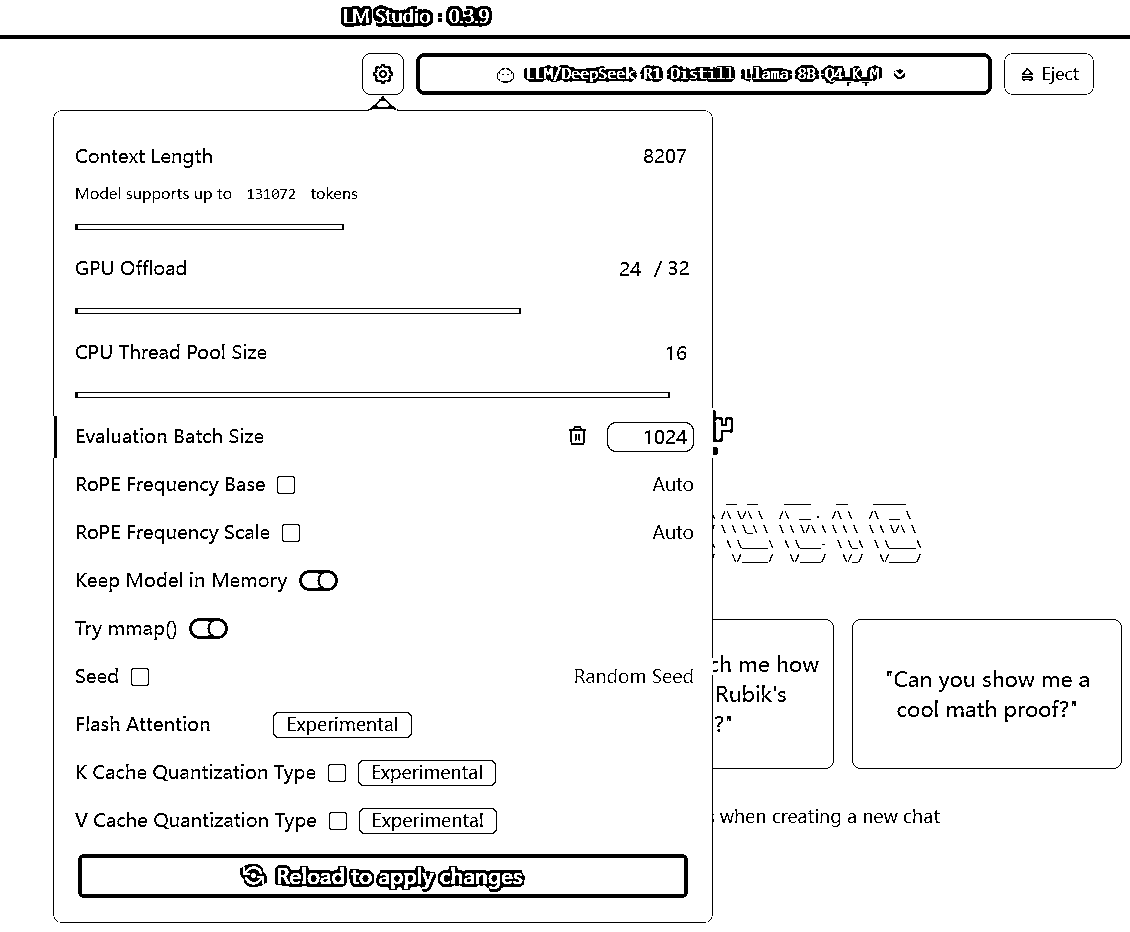 LM Studio : 0.3.9
LLM/DeepSeek R1 Distill Llama 8B Q4_K_M
Eject
Context Length 8207
Model supports up to 131072 tokens
GPU Offload 24 / 32
CPU Thread Pool Size 16
Evaluation Batch Size 1024
RoPE Frequency Base Auto
RoPE Frequency Scale Auto
Keep Model in Memory
Try mmap()
Seed Random Seed
Flash Attention Experimental
K Cache Quantization Type Experimental
V Cache Quantization Type Experimental
Reload to apply changes
me how
Rubik's
?"
"Can you show me a
cool math proof?"
when creating a new chat